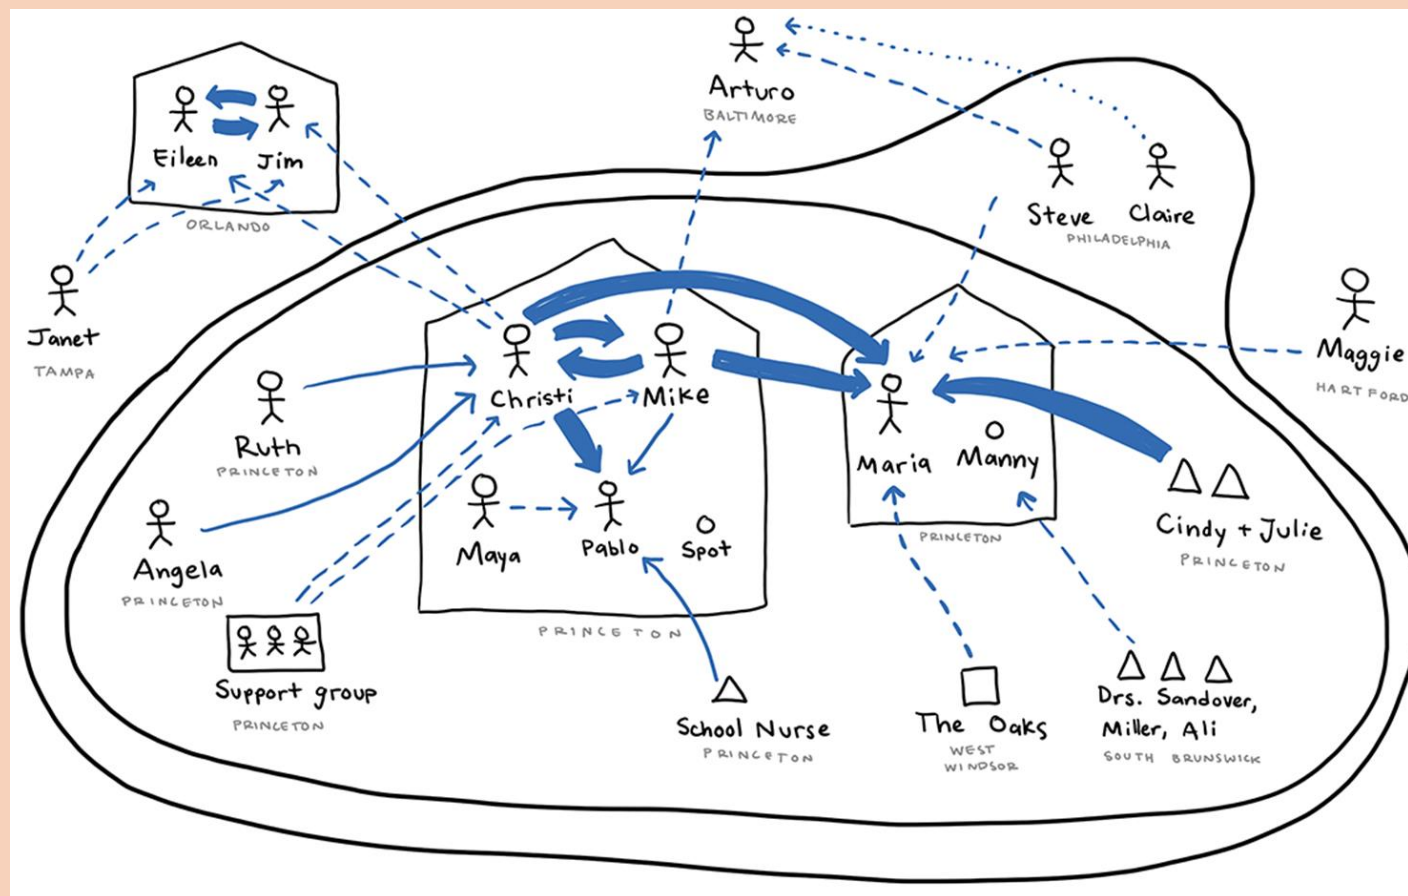 Arturo
BALTIMORE
Eileen
Jim
ORLANDO
Steve
Claire
PHILADELPHIA
Janet
TAMPA
Maggie
HARTFORD
Ruth
PRINCETON
Christi
Mike
Maria
Manny
PRINCETON
Cindy + Julie
PRINCETON
Angela
PRINCETON
Maya
Pablo
Spot
PRINCETON
Support group
PRINCETON
School Nurse
PRINCETON
The Oaks
WEST
WINDSOR
Drs. Sandover,
Miller, Ali
SOUTH BRUNSWICK